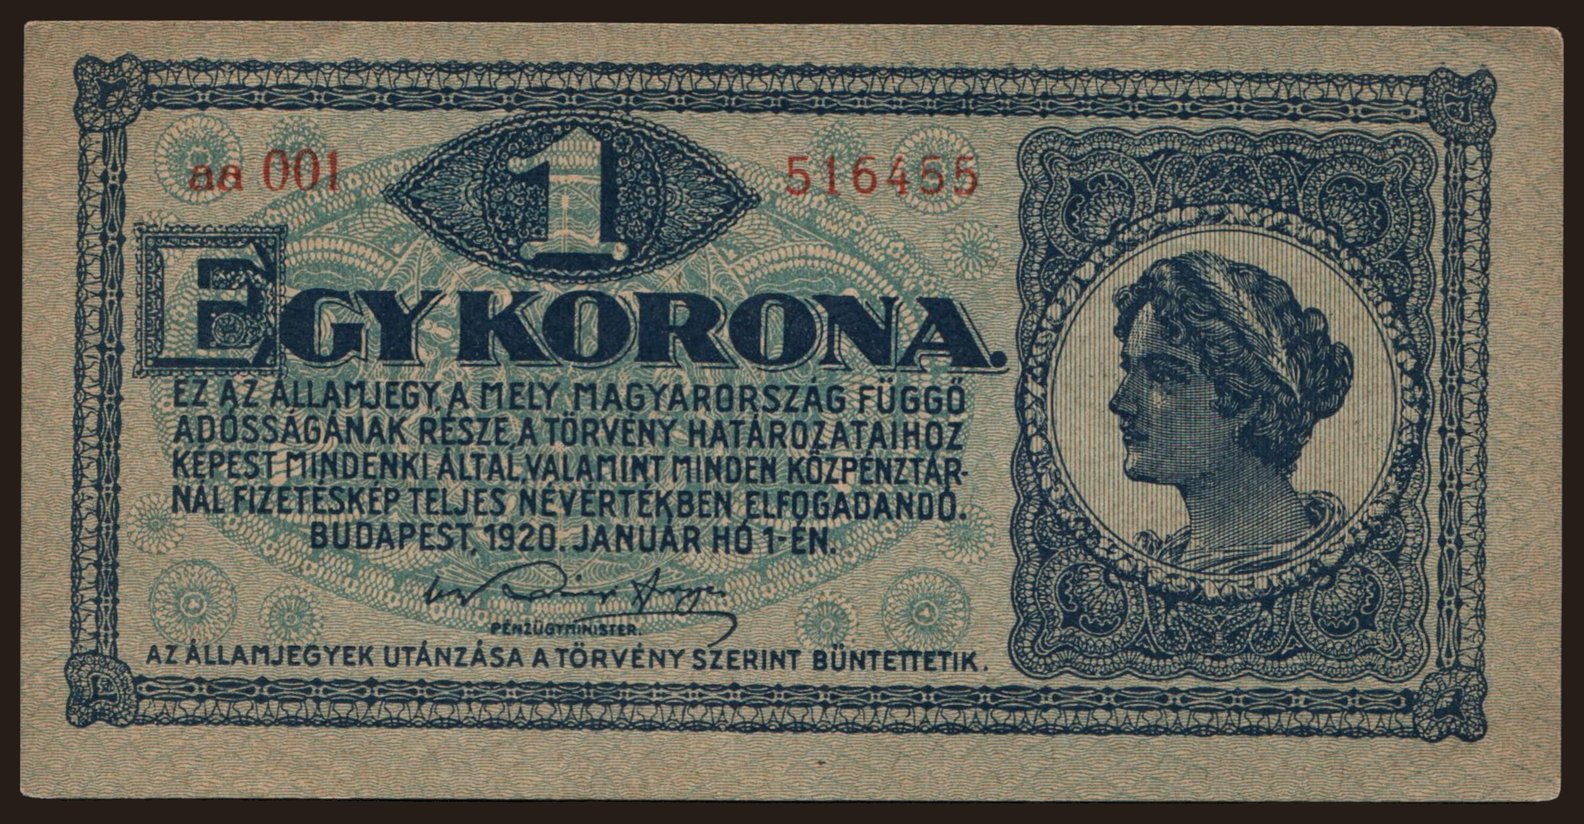 aa 001
1
516455
EGY KORONA.
EZ AZ ÁLLAMJEGY, A MELY MAGYARORSZÁG FÜGGŐ
ADÓSSÁGÁNAK RÉSZE, A TÖRVÉNY HATÁROZATAIHOZ
KÉPEST MINDENKI ÁLTAL, VALAMINT MINDEN KÖZPÉNZTÁR-
NÁL FIZETÉSKÉP TELJES NÉVÉRTÉKBEN ELFOGADANDÓ.
BUDAPEST, 1920. JANUÁR HÓ 1-ÉN.
PÉNZÜGYMINISTER.
AZ ÁLLAMJEGYEK UTÁNZÁSA A TÖRVÉNY SZERINT BÜNTETTETIK.